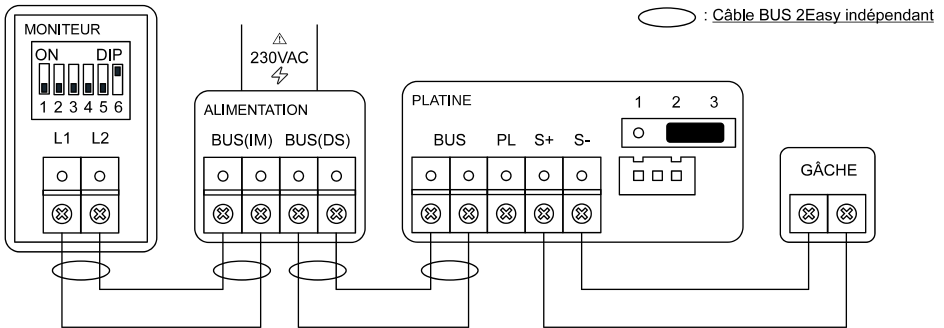 : Câble BUS 2Easy indépendant
MONITEUR
ON DIP
1 2 3 4 5 6
L1 L2
230VAC
ALIMENTATION
BUS(IM) BUS(DS)
PLATINE
1 2 3
BUS PL S+ S-
GÂCHE